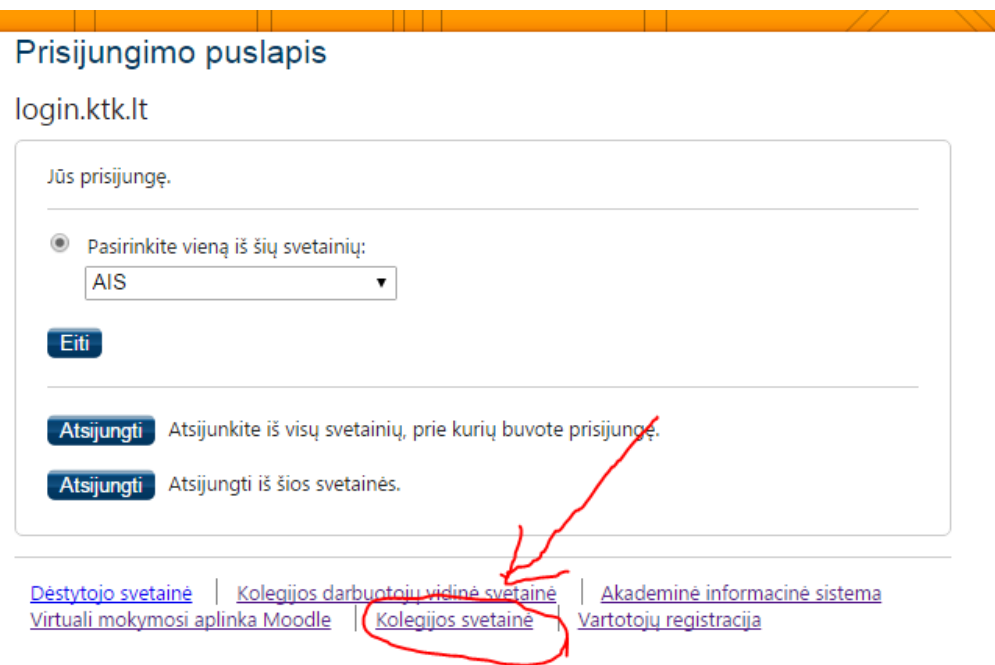 Prisijungimo puslapis
login.ktk.lt
Jūs prisijungę.
Pasirinkite vieną iš šių svetainių:
AIS
Eiti
Atsijungti Atsijunkite iš visų svetainių, prie kurių buvote prisijungę.
Atsijungti Atsijungti iš šios svetainės.
Dėstytojo svetainė | Kolegijos darbuotojų vidinė svetainė | Akademinė informacinė sistema
Virtuali mokymosi aplinka Moodle | Kolegijos svetainė | Vartotojų registracija